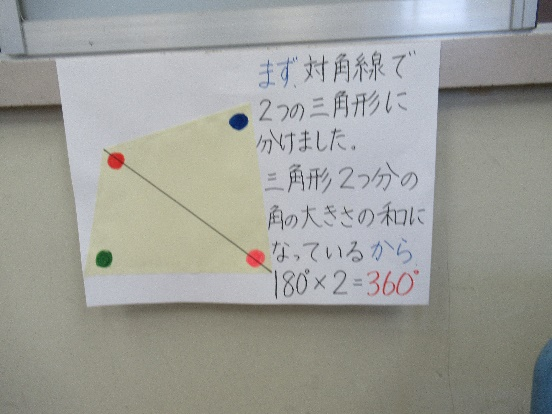 まず、対角線で
2つの三角形に
分けました。
三角形2つ分の
角の大きさの和に
なっているから
180°×2=360°